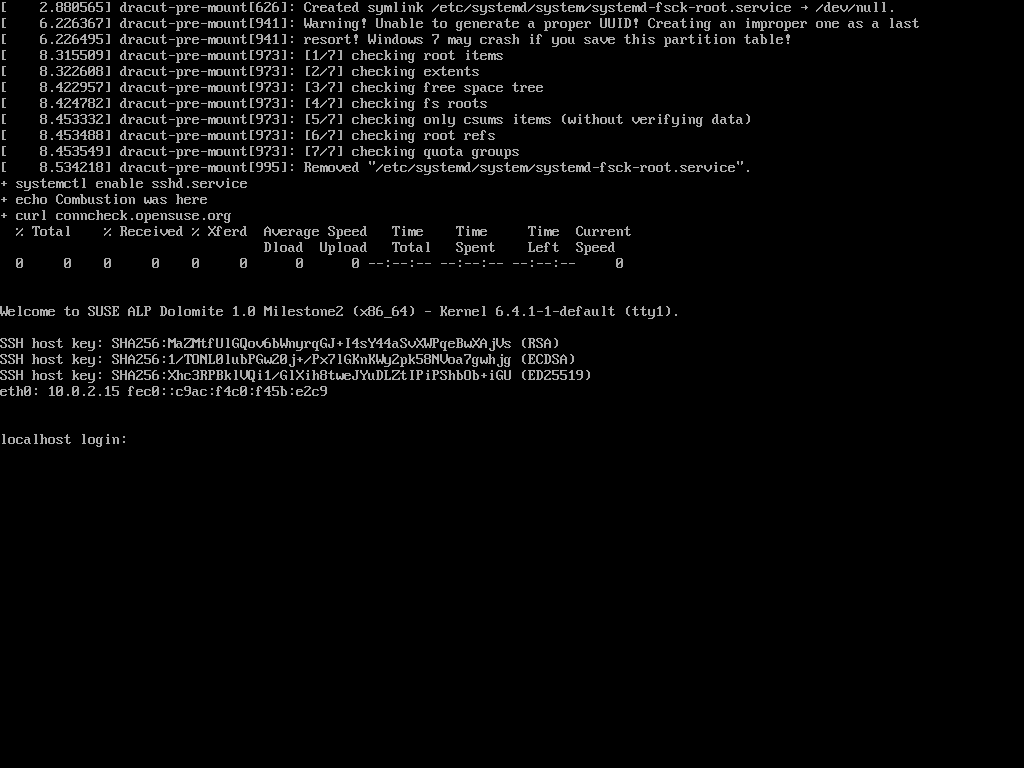 [    2.880565] dracut-pre-mount[626]: Created symlink /etc/systemd/system/systemd-fsck-root.service → /dev/null.
[    6.226367] dracut-pre-mount[941]: Warning! Unable to generate a proper UUID! Creating an improper one as a last
[    6.226495] dracut-pre-mount[941]: resort! Windows 7 may crash if you save this partition table!
[    8.315509] dracut-pre-mount[973]: [1/7] checking root items
[    8.322608] dracut-pre-mount[973]: [2/7] checking extents
[    8.422957] dracut-pre-mount[973]: [3/7] checking free space tree
[    8.424782] dracut-pre-mount[973]: [4/7] checking fs roots
[    8.453332] dracut-pre-mount[973]: [5/7] checking only csums items (without verifying data)
[    8.453488] dracut-pre-mount[973]: [6/7] checking root refs
[    8.453549] dracut-pre-mount[973]: [7/7] checking quota groups
[    8.534218] dracut-pre-mount[995]: Removed "/etc/systemd/system/systemd-fsck-root.service".
+ systemctl enable sshd.service
+ echo Combustion was here
+ curl conncheck.opensuse.org
  % Total    % Received % Xferd  Average Speed   Time    Time     Time  Current
                                 Dload  Upload   Total   Spent    Left  Speed
  0     0    0     0    0     0      0      0 --:--:-- --:--:-- --:--:--     0
Welcome to SUSE ALP Dolomite 1.0 Milestone2 (x86_64) - Kernel 6.4.1-1-default (tty1).
SSH host key: SHA256:MaZMtfUlGQov6bWnyrqGJ+I4sY44aSvXWPqeBwXAjVs (RSA)
SSH host key: SHA256:1/TONL0lubPGw20j+/Px7lGKnKWy2pk58NVoa7gwhjg (ECDSA)
SSH host key: SHA256:Xhc3RPBklVQi1/GlXih8tweJYuDLZtIPiPShbOb+iGU (ED25519)
eth0: 10.0.2.15 fec0::c9ac:f4c0:f45b:e2c9
localhost login: